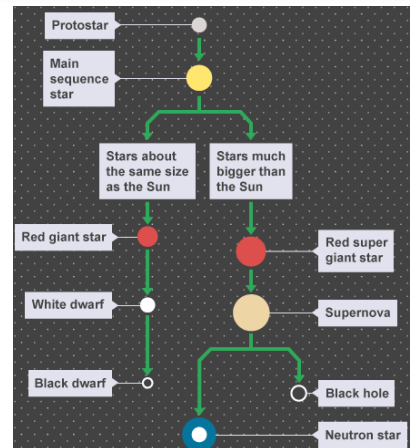 Protostar
Main
sequence
star
Stars about
the same size
as the Sun
Stars much
bigger than
the Sun
Red giant star
Red super
giant star
White dwarf
Supernova
Black dwarf
Black hole
Neutron star